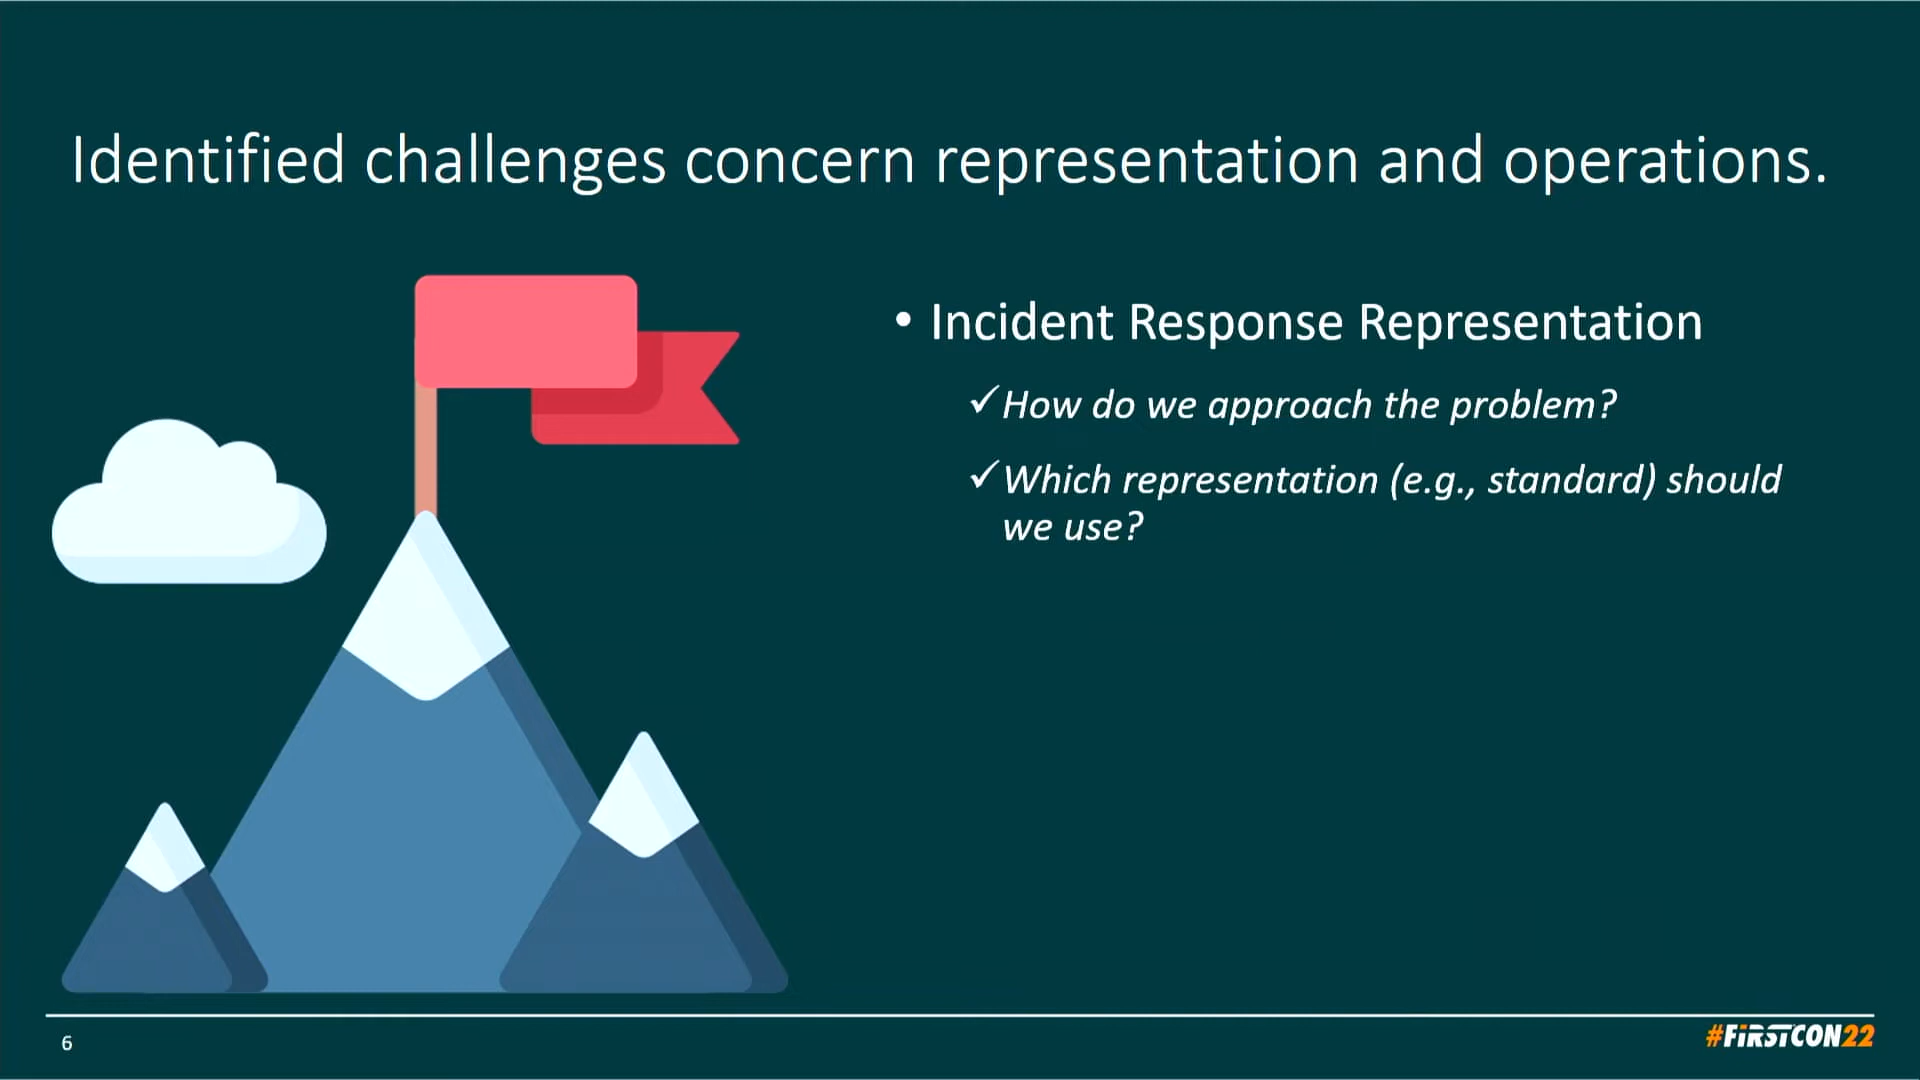 Identified challenges concern representation and operations.
• Incident Response Representation
✓How do we approach the problem?
✓Which representation (e.g., standard) should
we use?
6
#FiRSTCON22